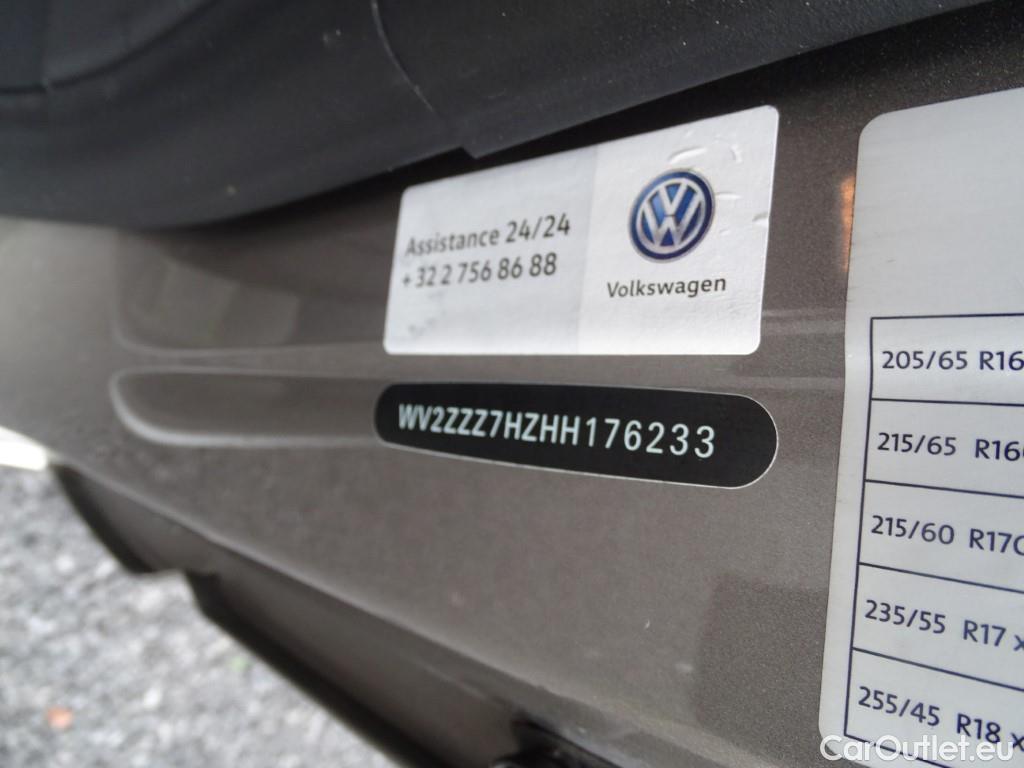 Assistance 24/24
+32 2 756 86 88
Volkswagen
WV2ZZZ7HZHH176233
205/65 R16
215/65 R16
215/60 R17C
235/55 R17 x
255/45 R18 x
CarOutlet.eu